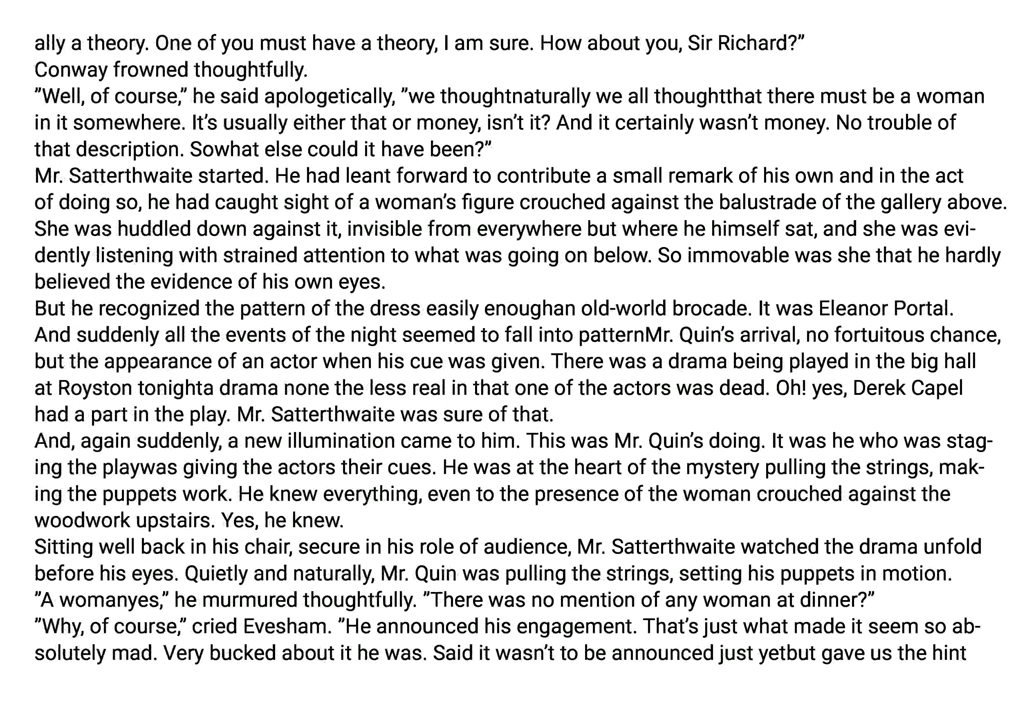 ally a theory. One of you must have a theory, I am sure. How about you, Sir Richard?”
Conway frowned thoughtfully.
”Well, of course,” he said apologetically, ”we thoughtnaturally we all thoughtthat there must be a woman
in it somewhere. It’s usually either that or money, isn’t it? And it certainly wasn’t money. No trouble of
that description. Sowhat else could it have been?”
Mr. Satterthwaite started. He had leant forward to contribute a small remark of his own and in the act
of doing so, he had caught sight of a woman’s figure crouched against the balustrade of the gallery above.
She was huddled down against it, invisible from everywhere but where he himself sat, and she was evi-
dently listening with strained attention to what was going on below. So immovable was she that he hardly
believed the evidence of his own eyes.
But he recognized the pattern of the dress easily enoughan old-world brocade. It was Eleanor Portal.
And suddenly all the events of the night seemed to fall into patternMr. Quin’s arrival, no fortuitous chance,
but the appearance of an actor when his cue was given. There was a drama being played in the big hall
at Royston tonighta drama none the less real in that one of the actors was dead. Oh! yes, Derek Capel
had a part in the play. Mr. Satterthwaite was sure of that.
And, again suddenly, a new illumination came to him. This was Mr. Quin’s doing. It was he who was stag-
ing the playwas giving the actors their cues. He was at the heart of the mystery pulling the strings, mak-
ing the puppets work. He knew everything, even to the presence of the woman crouched against the
woodwork upstairs. Yes, he knew.
Sitting well back in his chair, secure in his role of audience, Mr. Satterthwaite watched the drama unfold
before his eyes. Quietly and naturally, Mr. Quin was pulling the strings, setting his puppets in motion.
”A womanyes,” he murmured thoughtfully. ”There was no mention of any woman at dinner?”
”Why, of course,” cried Evesham. ”He announced his engagement. That’s just what made it seem so ab-
solutely mad. Very bucked about it he was. Said it wasn’t to be announced just yetbut gave us the hint